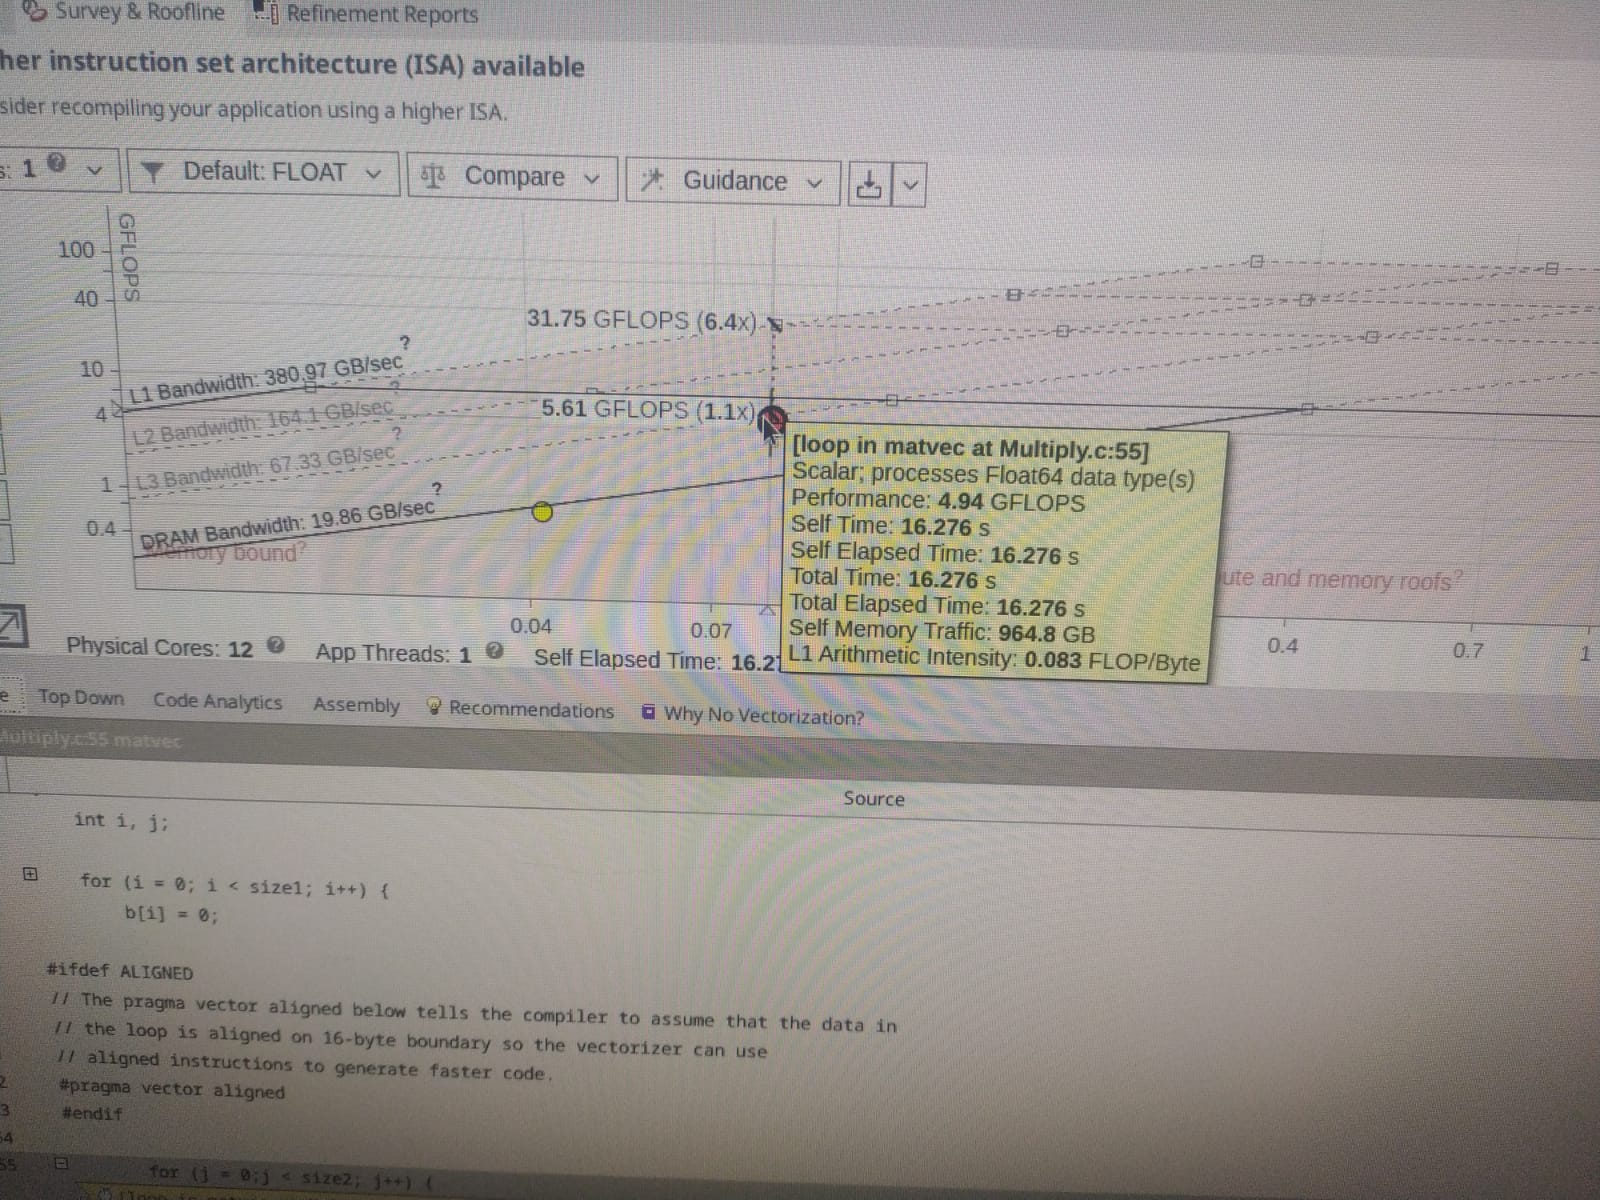 Survey & Roofline
Refinement Reports
her instruction set architecture (ISA) available
sider recompiling your application using a higher ISA.
s: 1
Default: FLOAT
Compare
Guidance
GFLOPS
100
40
10
4
1
0.4
31.75 GFLOPS (6.4x)
L1 Bandwidth: 380.97 GB/sec ?
L2 Bandwidth: 164.1 GB/sec ?
5.61 GFLOPS (1.1x)
L3 Bandwidth: 67.33 GB/sec ?
DRAM Bandwidth: 19.86 GB/sec ?
Memory bound?
[loop in matvec at Multiply.c:55]
Scalar; processes Float64 data type(s)
Performance: 4.94 GFLOPS
Self Time: 16.276 s
Self Elapsed Time: 16.276 s
Total Time: 16.276 s
Total Elapsed Time: 16.276 s
Self Memory Traffic: 964.8 GB
L1 Arithmetic Intensity: 0.083 FLOP/Byte
ute and memory roofs?
0.04
0.07
0.4
0.7
1
Physical Cores: 12
App Threads: 1
Self Elapsed Time: 16.27
e
Top Down
Code Analytics
Assembly
Recommendations
Why No Vectorization?
Multiply.c:55 matvec
Source
int i, j;
for (i = 0; i < size1; i++) {
b[i] = 0;
#ifdef ALIGNED
// The pragma vector aligned below tells the compiler to assume that the data in
// the loop is aligned on 16-byte boundary so the vectorizer can use
// aligned instructions to generate faster code.
2 #pragma vector aligned
3 #endif
54
55 for (j = 0;j < size2; j++) {